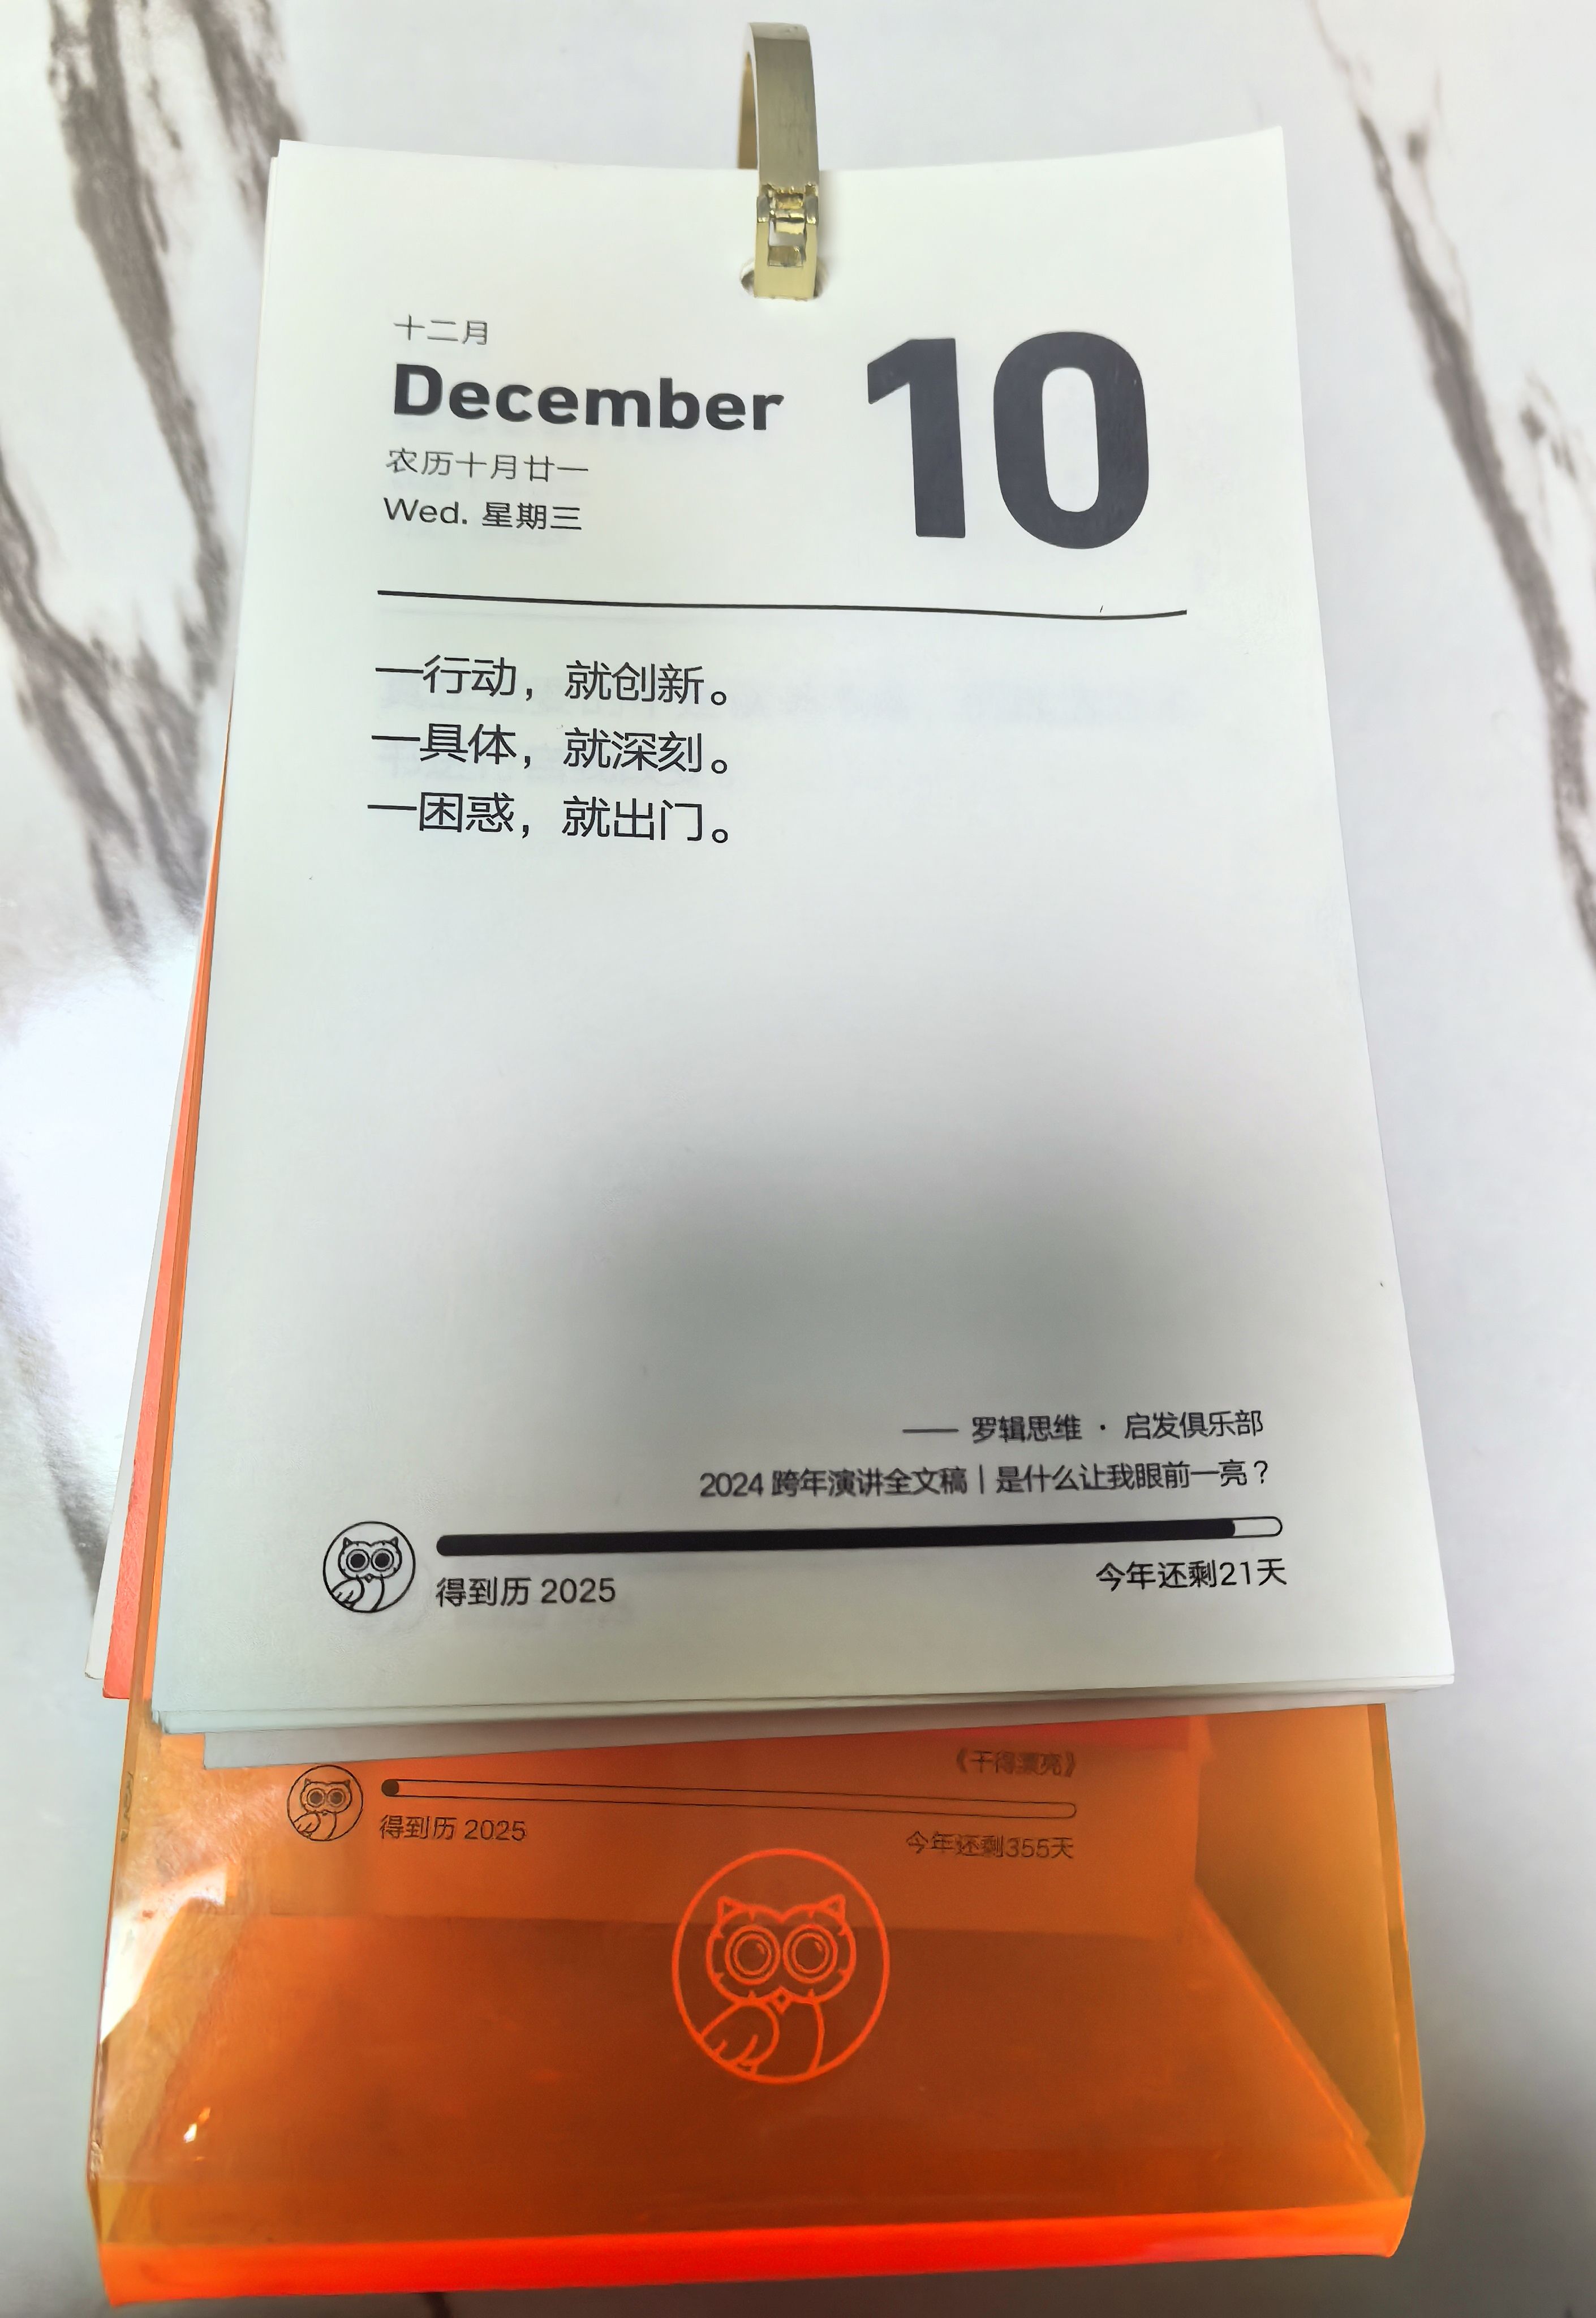 十二月
December
10
农历十月廿一
Wed. 星期三
一行动，就创新。
一具体，就深刻。
一困惑，就出门。
—— 罗辑思维 · 启发俱乐部
2024 跨年演讲全文稿｜是什么让我眼前一亮？
得到历 2025
今年还剩21天
《干得漂亮》
得到历 2025
今年还剩355天